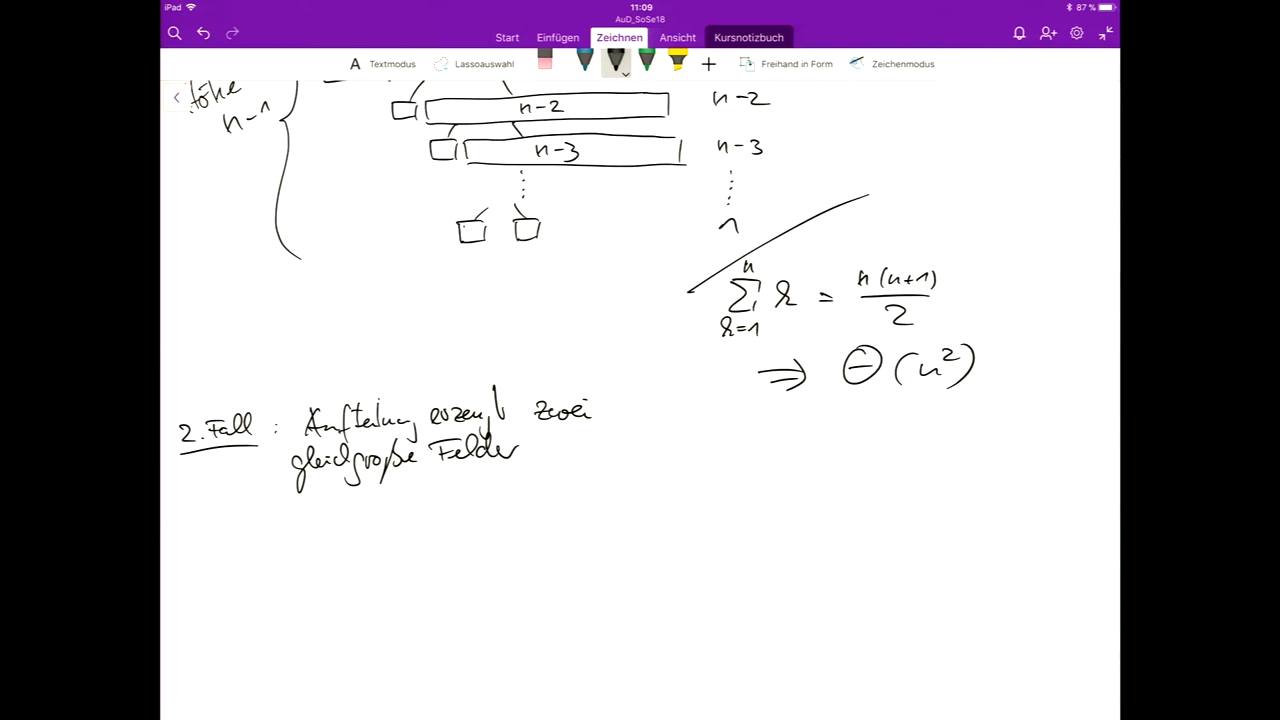 iPad 11:09 87 %
AuD_SoSe18
Start Einfügen Zeichnen Ansicht Kursnotizbuch
A Textmodus Lassoauswahl Freihand in Form Zeichenmodus
Höhe
n-1
n-2 n-2
n-3 n-3
1
n
∑ k = n(n+1)/2
k=1
⇒ Θ(n²)
2. Fall : Aufteilung erzeugt zwei
gleichgroße Felder